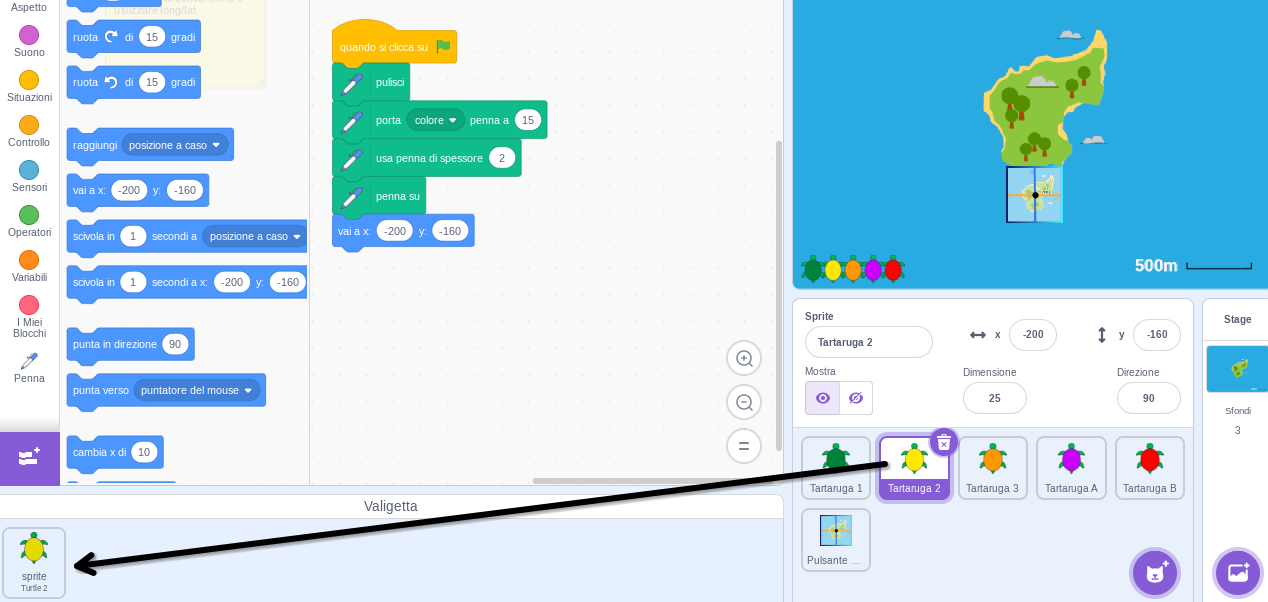 Aspetto
Suono
Situazioni
Controllo
Sensori
Operatori
Variabili
I Miei
Blocchi
Penna
utilizzare long/lat
ruota di 15 gradi
ruota di 15 gradi
raggiungi posizione a caso
vai a x: -200 y: -160
scivola in 1 secondi a posizione a caso
scivola in 1 secondi a x: -200 y: -160
punta in direzione 90
punta verso puntatore del mouse
cambia x di 10
quando si clicca su
pulisci
porta colore penna a 15
usa penna di spessore 2
penna su
vai a x: -200 y: -160
500m
Sprite
Tartaruga 2
x -200
y -160
Mostra
Dimensione
25
Direzione
90
Tartaruga 1
Tartaruga 2
Tartaruga 3
Tartaruga A
Tartaruga B
Pulsante ...
Stage
Sfondi
3
Valigetta
sprite
Turtle 2